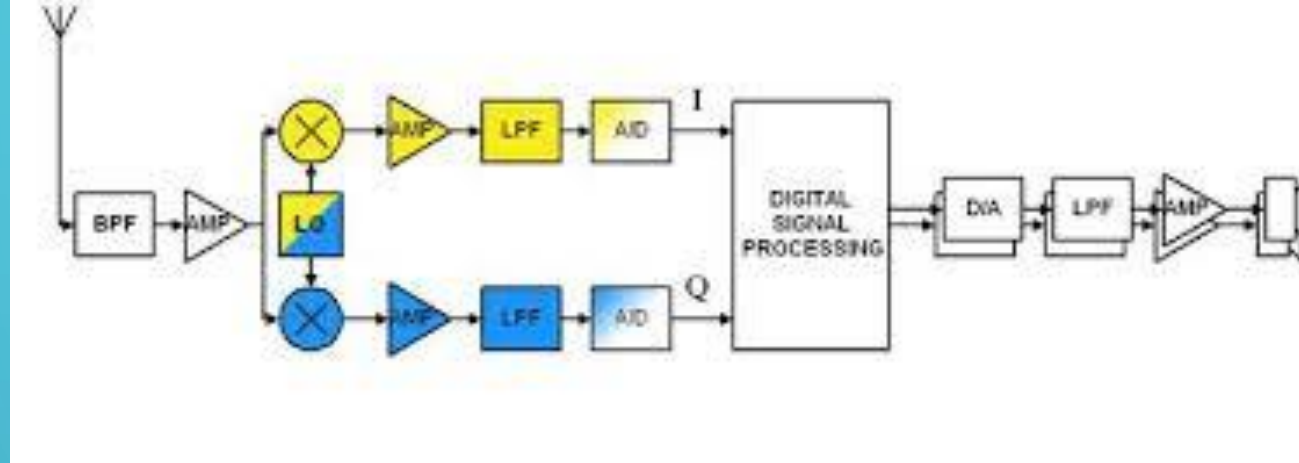 AMP
LPF
A/D
I
BPF
AMP
LO
DIGITAL
SIGNAL
PROCESSING
D/A
LPF
AMP
AMP
LPF
A/D
Q